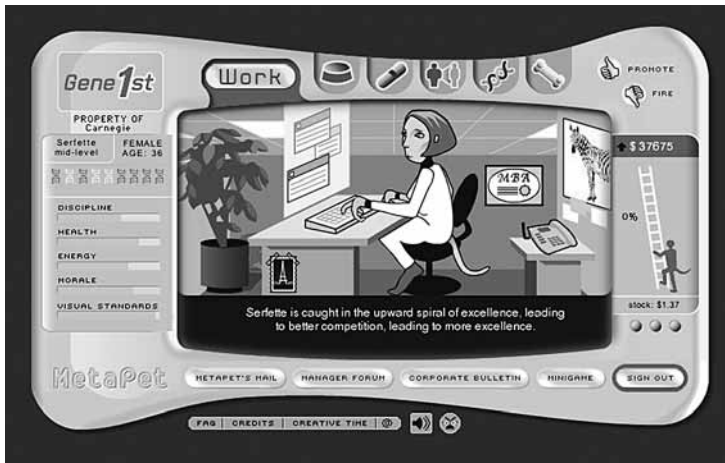 Gene1st
Work
PROMOTE
FIRE
PROPERTY OF
Carnegie
Serfette
mid-level
FEMALE
AGE: 36
$37675
DISCIPLINE
HEALTH
ENERGY
MORALE
VISUAL STANDARDS
MBA
0%
stock: $1.37
Serfette is caught in the upward spiral of excellence, leading
to better competition, leading to more excellence.
MetaPet
METAPET'S MAIL
MANAGER FORUM
CORPORATE BULLETIN
MINIGAME
SIGN OUT
FAQ | CREDITS | CREATIVE TIME | @